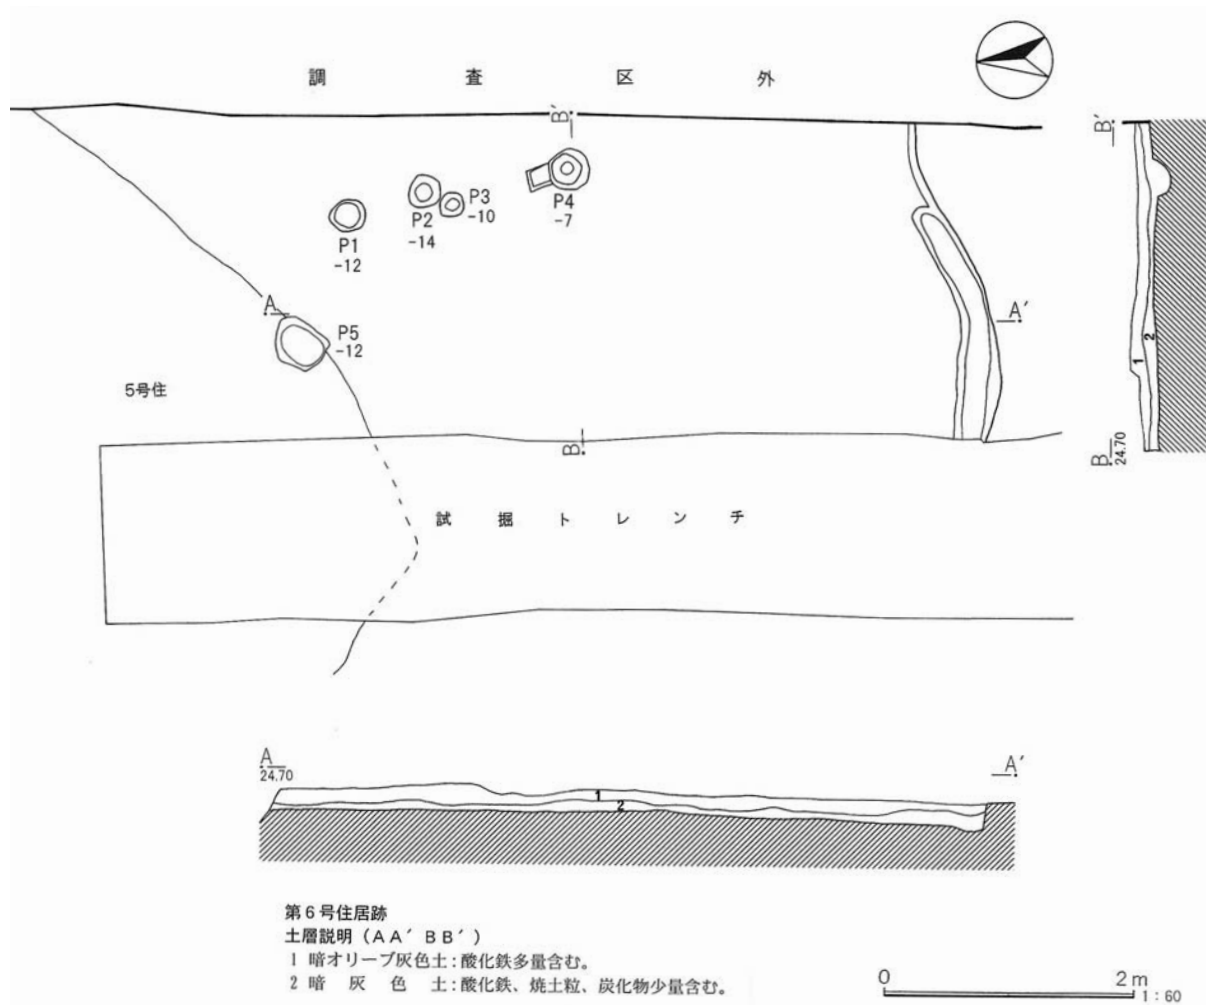 調査区外
B′
B′
P1
-12
P2
-14
P3
-10
P4
-7
A
A′
P5
-12
5号住
1
2
B
B
24.70
試掘トレンチ
A
24.70
A′
1
2
第6号住居跡
土層説明（AA′ BB′）
1 暗オリーブ灰色土：酸化鉄多量含む。
2 暗灰色土：酸化鉄、焼土粒、炭化物少量含む。
0 2m
1：60